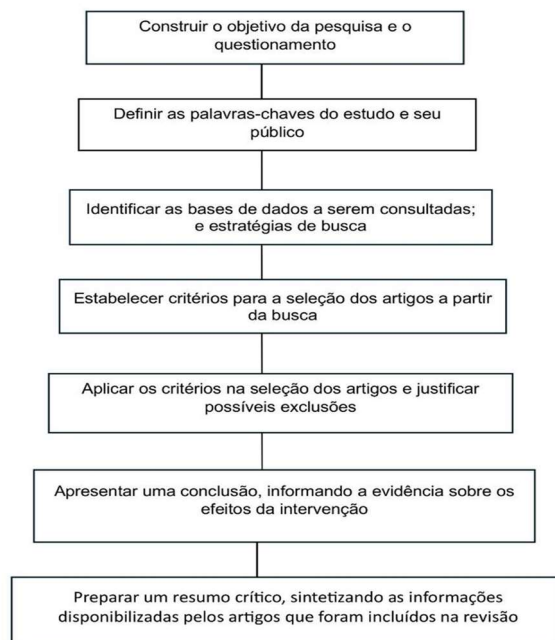 Construir o objetivo da pesquisa e o
questionamento
Definir as palavras-chaves do estudo e seu
público
Identificar as bases de dados a serem consultadas;
e estratégias de busca
Estabelecer critérios para a seleção dos artigos a partir
da busca
Aplicar os critérios na seleção dos artigos e justificar
possíveis exclusões
Apresentar uma conclusão, informando a evidência sobre os
efeitos da intervenção
Preparar um resumo crítico, sintetizando as informações
disponibilizadas pelos artigos que foram incluídos na revisão